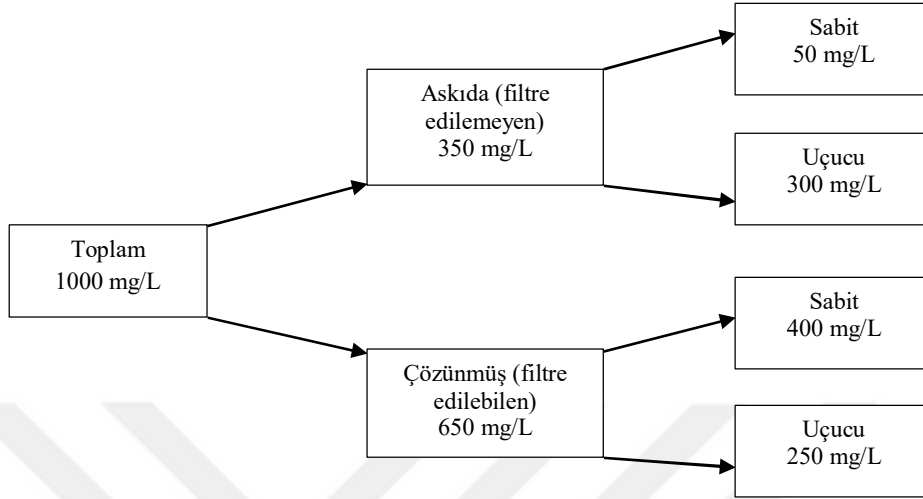 Sabit
50 mg/L
Askıda (filtre
edilemeyen)
350 mg/L
Uçucu
300 mg/L
Toplam
1000 mg/L
Sabit
400 mg/L
Çözünmüş (filtre
edilebilen)
650 mg/L
Uçucu
250 mg/L